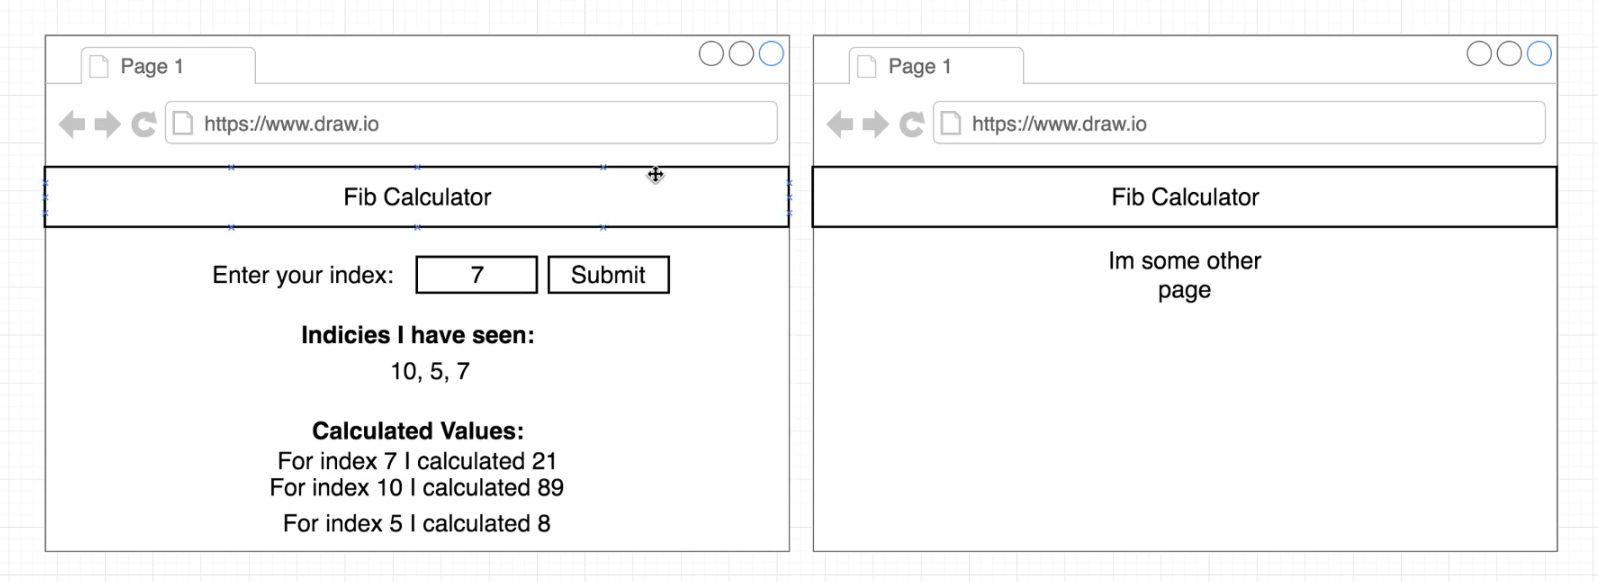 Page 1
https://www.draw.io
Fib Calculator
Enter your index: 7 Submit
Indicies I have seen:
10, 5, 7
Calculated Values:
For index 7 I calculated 21
For index 10 I calculated 89
For index 5 I calculated 8
Page 1
https://www.draw.io
Fib Calculator
Im some other
page